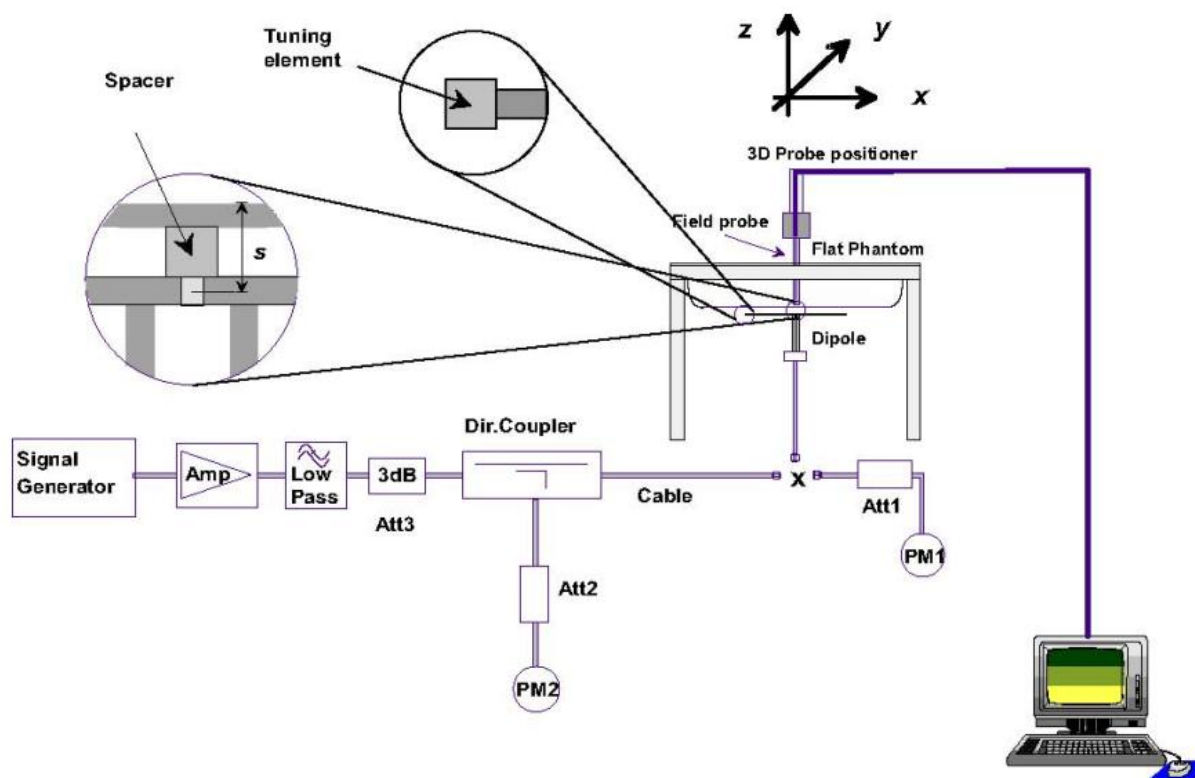 Tuning
element
Spacer
z
y
x
3D Probe positioner
Field probe
Flat Phantom
s
Dipole
Dir.Coupler
Signal
Generator
Amp
Low
Pass
3dB
Att3
Cable
x
Att1
PM1
Att2
PM2